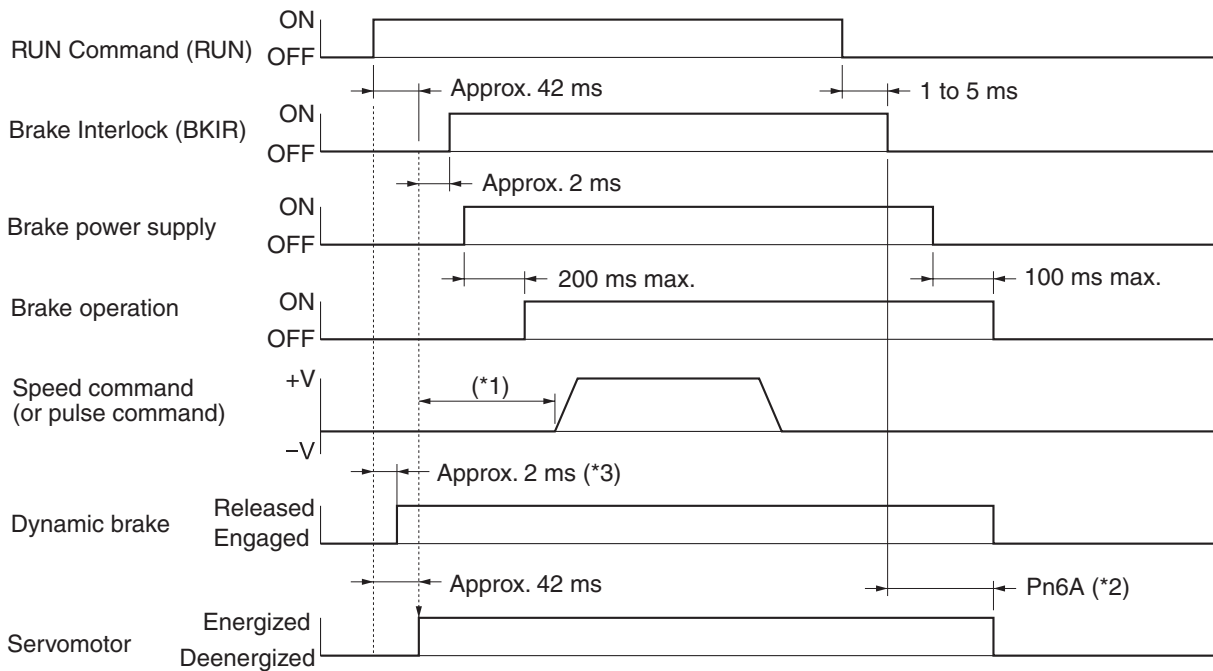 RUN Command (RUN)
ON
OFF
Approx. 42 ms
1 to 5 ms
Brake Interlock (BKIR)
ON
OFF
Approx. 2 ms
Brake power supply
ON
OFF
200 ms max.
100 ms max.
Brake operation
ON
OFF
Speed command
(or pulse command)
+V
−V
(*1)
Approx. 2 ms (*3)
Dynamic brake
Released
Engaged
Approx. 42 ms
Pn6A (*2)
Servomotor
Energized
Deenergized